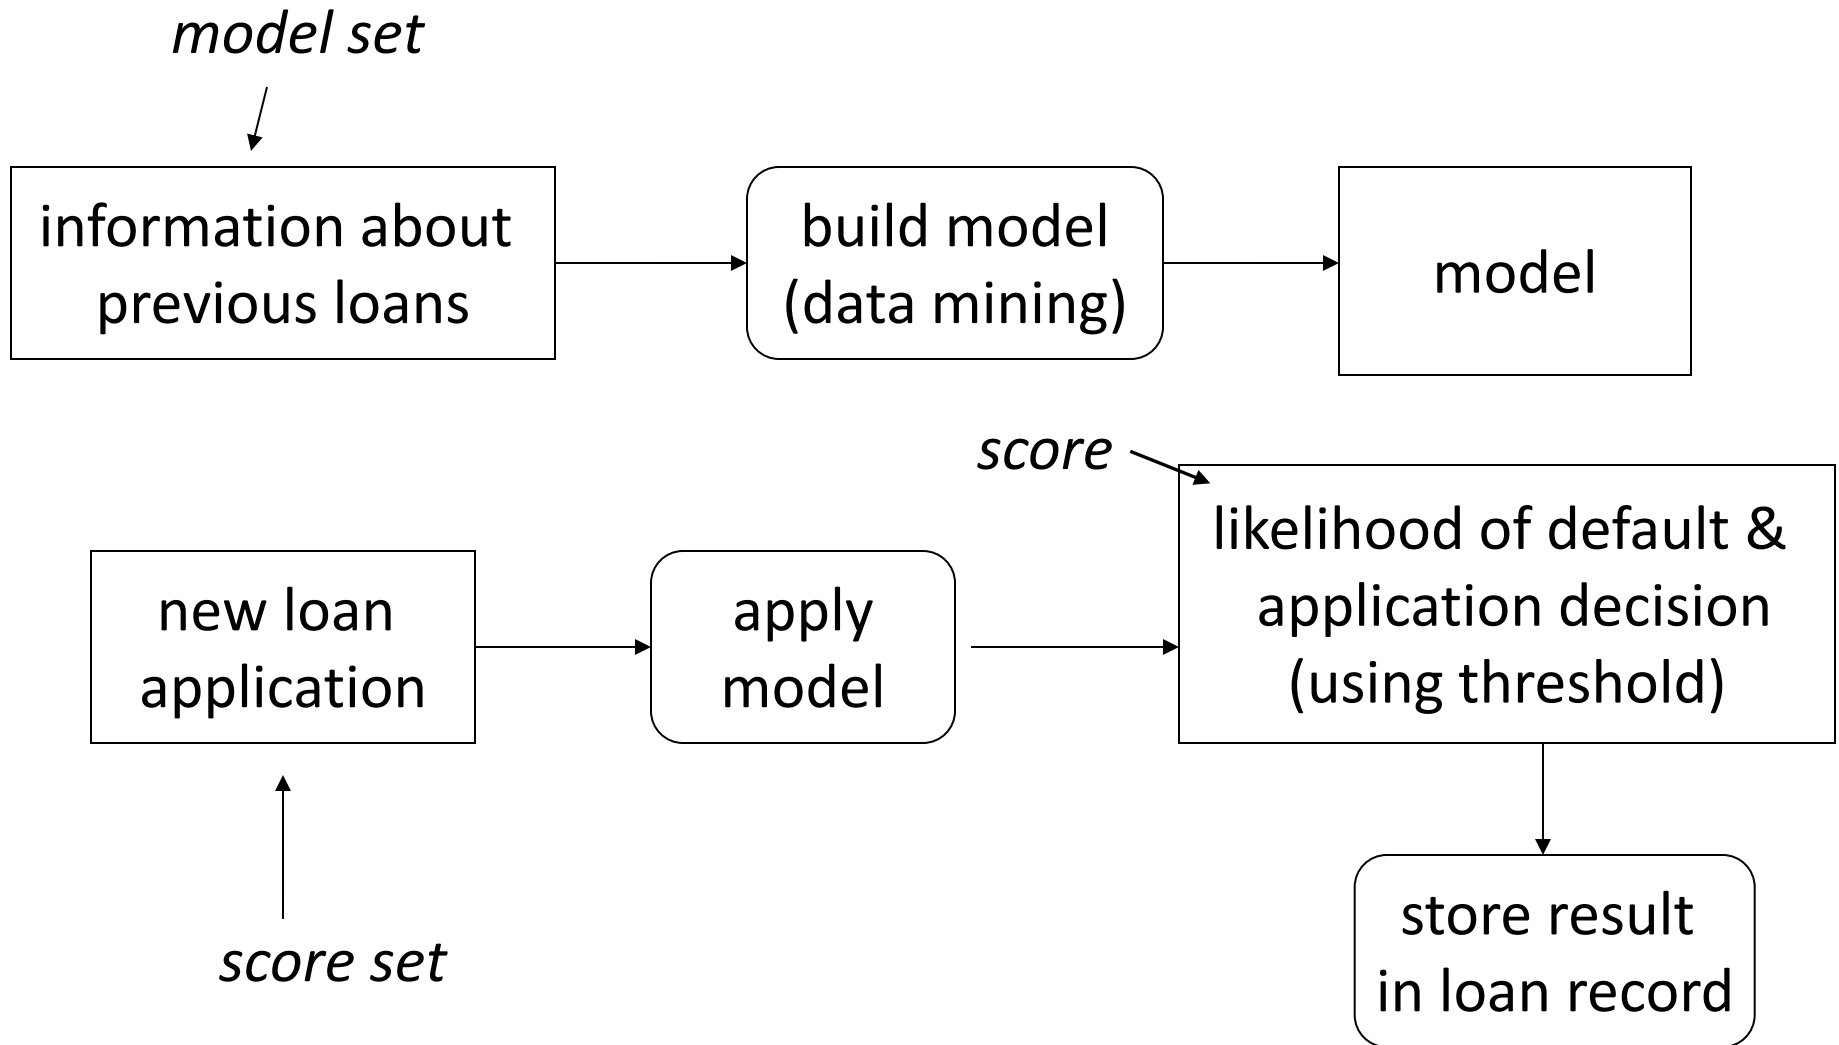 model set
information about
previous loans
build model
(data mining)
model
score
likelihood of default &
application decision
(using threshold)
new loan
application
apply
model
store result
in loan record
score set